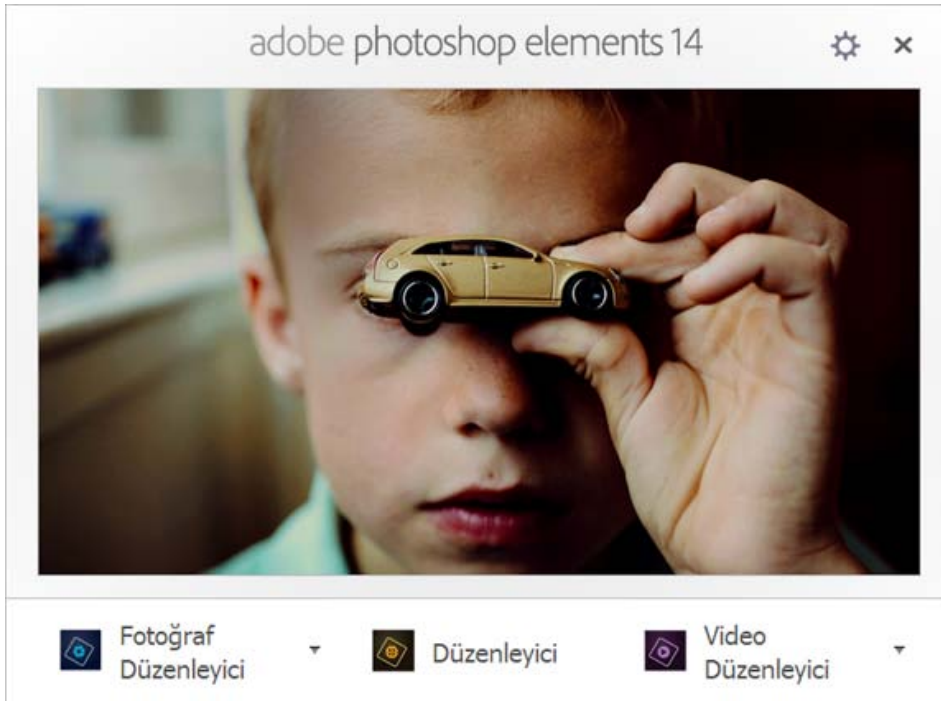 adobe photoshop elements 14
Fotoğraf
Düzenleyici
Düzenleyici
Video
Düzenleyici